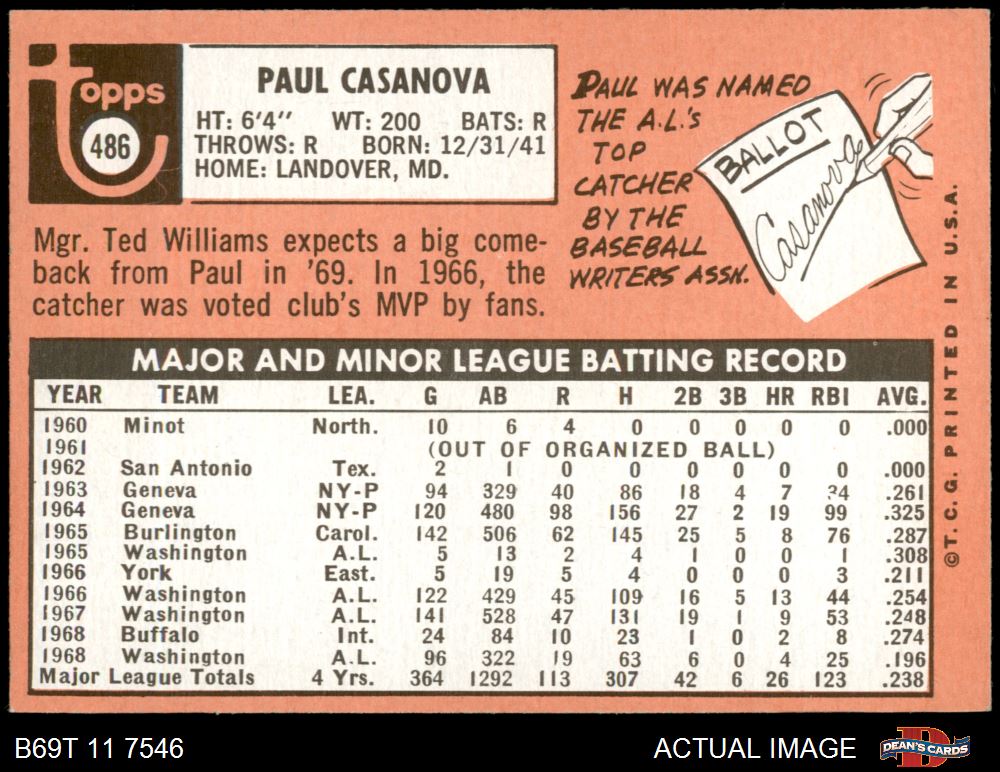 Topps
486
PAUL CASANOVA
HT: 6'4" WT: 200 BATS: R
THROWS: R BORN: 12/31/41
HOME: LANDOVER, MD.
Mgr. Ted Williams expects a big come-
back from Paul in '69. In 1966, the
catcher was voted club's MVP by fans.
PAUL WAS NAMED
THE A.L.'S
TOP
CATCHER
BY THE
BASEBALL
WRITERS ASSN.
BALLOT
Casanova
MAJOR AND MINOR LEAGUE BATTING RECORD
YEAR TEAM LEA. G AB R H 2B 3B HR RBI AVG.
1960 Minot North. 10 6 4 0 0 0 0 0 .000
1961 (OUT OF ORGANIZED BALL)
1962 San Antonio Tex. 2 1 0 0 0 0 0 0 .000
1963 Geneva NY-P 94 329 40 86 18 4 7 34 .261
1964 Geneva NY-P 120 480 98 156 27 2 19 99 .325
1965 Burlington Carol. 142 506 62 145 25 5 8 76 .287
1965 Washington A.L. 5 13 2 4 1 0 0 1 .308
1966 York East. 5 19 5 4 0 0 0 3 .211
1966 Washington A.L. 122 429 45 109 16 5 13 44 .254
1967 Washington A.L. 141 528 47 131 19 1 9 53 .248
1968 Buffalo Int. 24 84 10 23 1 0 2 8 .274
1968 Washington A.L. 96 322 19 63 6 0 4 25 .196
Major League Totals 4 Yrs. 364 1292 113 307 42 6 26 123 .238
©T.C.G. PRINTED IN U.S.A.
B69T 11 7546
ACTUAL IMAGE
DEAN'S CARDS